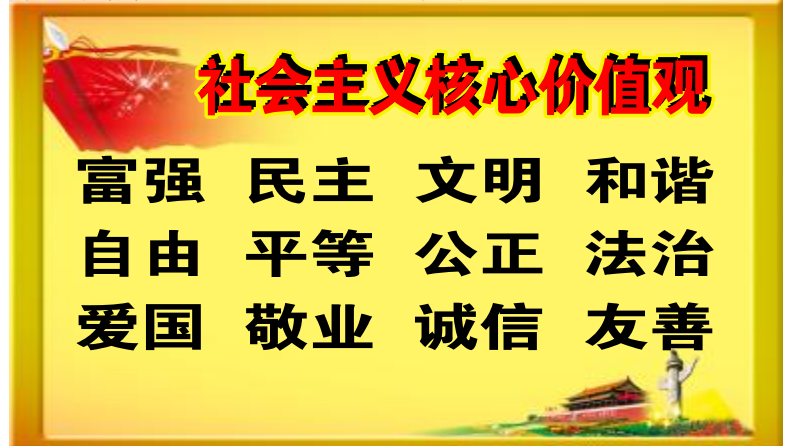 社会主义核心价值观
富强 民主 文明 和谐
自由 平等 公正 法治
爱国 敬业 诚信 友善